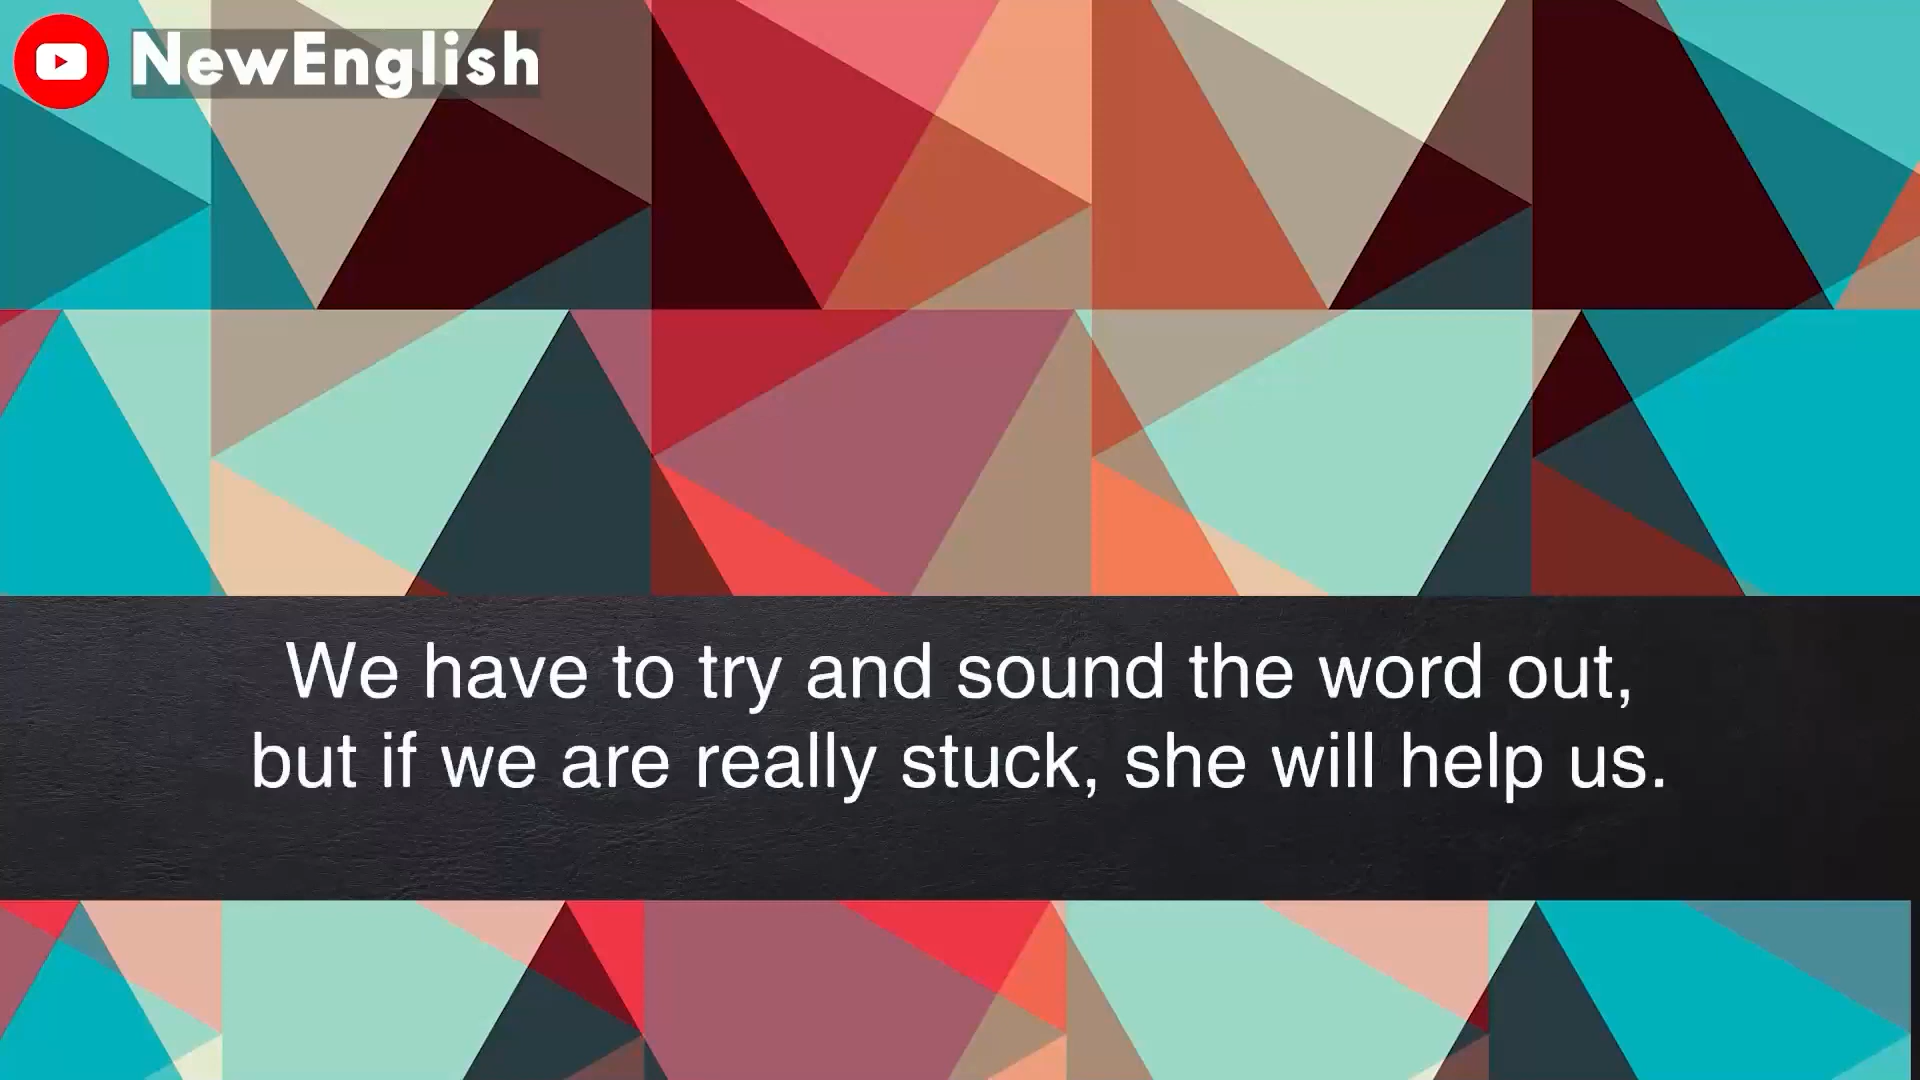 NewEnglish
We have to try and sound the word out,
but if we are really stuck, she will help us.